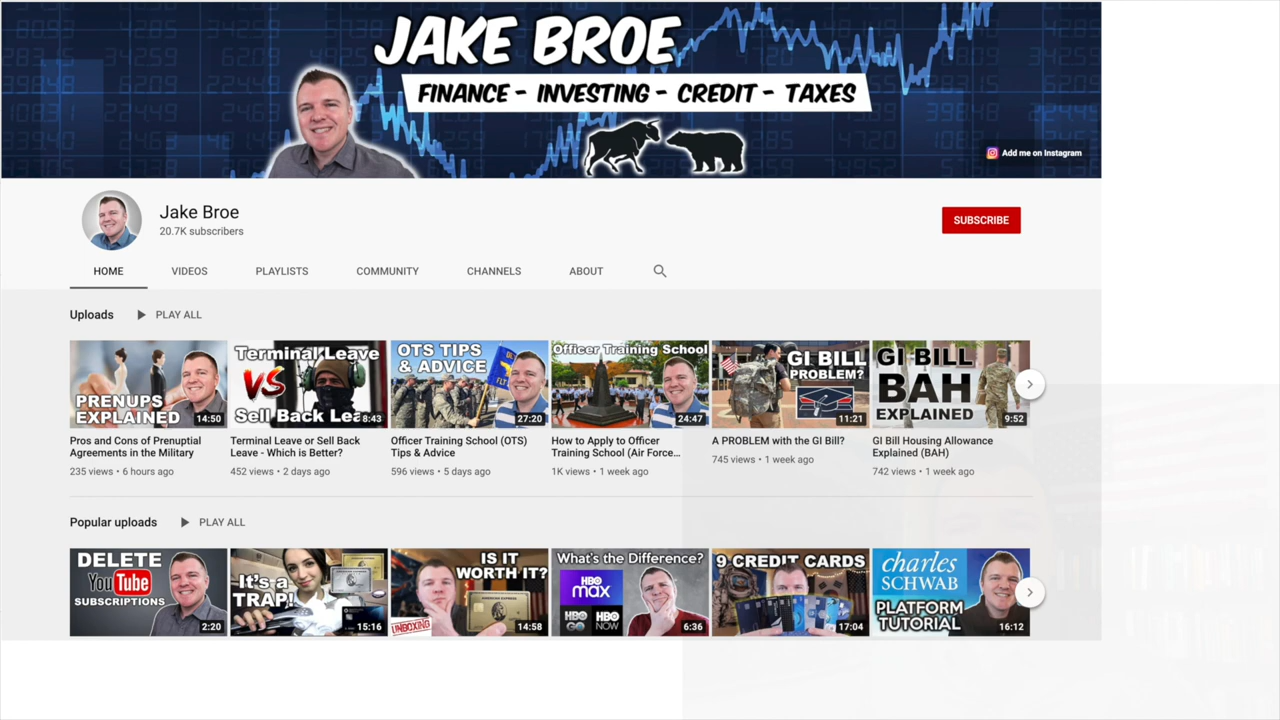 JAKE BROE
FINANCE - INVESTING - CREDIT - TAXES
Add me on Instagram
Jake Broe
20.7K subscribers
SUBSCRIBE
HOME VIDEOS PLAYLISTS COMMUNITY CHANNELS ABOUT
Uploads PLAY ALL
PRENUPS
EXPLAINED
14:50
Terminal Leave
VS
Sell Back Lea
8:43
OTS TIPS
& ADVICE
27:20
Officer Training School
24:47
GI BILL
PROBLEM?
11:21
GI BILL
BAH
EXPLAINED
9:52
Pros and Cons of Prenuptial
Agreements in the Military
235 views • 6 hours ago
Terminal Leave or Sell Back
Leave - Which is Better?
452 views • 2 days ago
Officer Training School (OTS)
Tips & Advice
596 views • 5 days ago
How to Apply to Officer
Training School (Air Force...
1K views • 1 week ago
A PROBLEM with the GI Bill?
745 views • 1 week ago
GI Bill Housing Allowance
Explained (BAH)
742 views • 1 week ago
Popular uploads PLAY ALL
DELETE
YouTube
SUBSCRIPTIONS
2:20
It's a
TRAP!
15:16
IS IT
WORTH IT?
UNBOXING
14:58
What's the Difference?
HBO
max
HBO
GO
HBO
NOW
6:36
9 CREDIT CARDS
17:04
charles
SCHWAB
PLATFORM
TUTORIAL
16:12